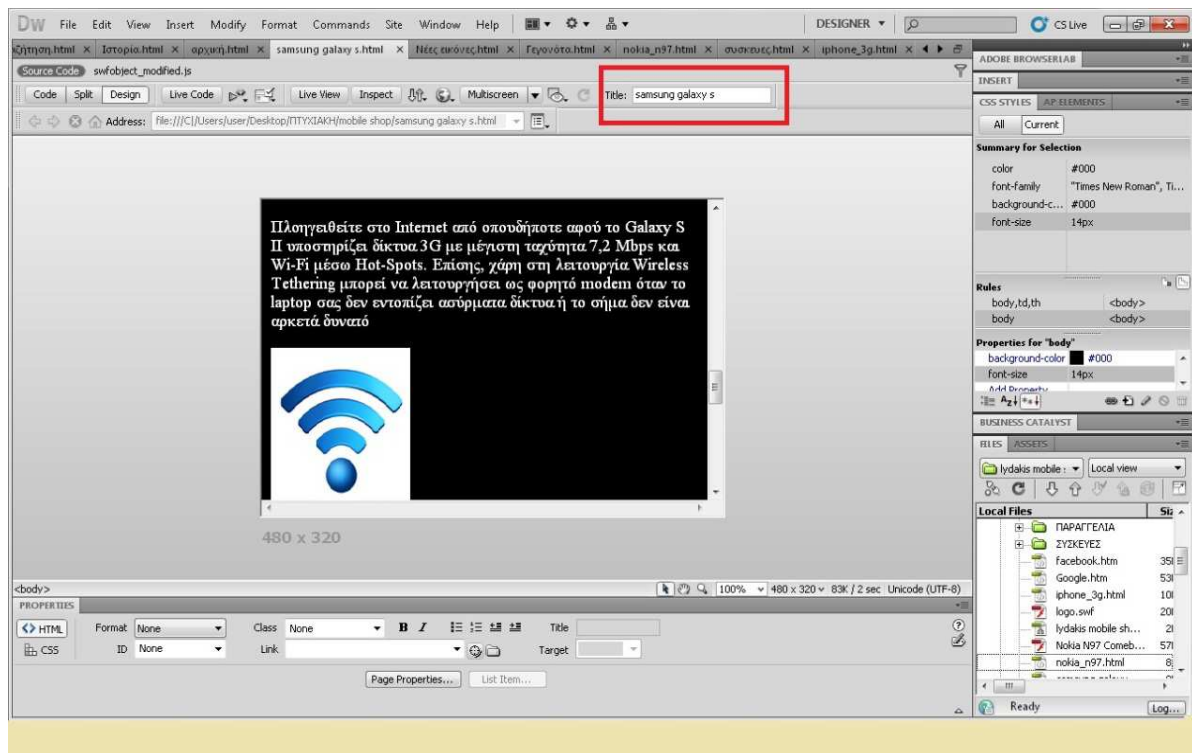 DW File Edit View Insert Modify Format Commands Site Window Help DESIGNER CS Live
Ιστορία.html × αρχική.html × samsung galaxy s.html × Νέες εικόνες.html × Γεγονότα.html × nokia_n97.html × συσκευες.html × iphone_3g.html ×
Source Code swfobject_modified.js
Code Split Design Live Code Live View Inspect Multiscreen Title: samsung galaxy s
Address: file:///C|/Users/user/Desktop/ΠΤΥΧΙΑΚΗ/mobile shop/samsung galaxy s.html
Πλοηγειθείτε στο Internet από οπουδήποτε αφού το Galaxy S
II υποστηρίζει δίκτυα 3G με μέγιστη ταχύτητα 7,2 Mbps και
Wi-Fi μέσω Hot-Spots. Επίσης, χάρη στη λειτουργία Wireless
Tethering μπορεί να λειτουργήσει ως φορητό modem όταν το
laptop σας δεν εντοπίζει ασύρματα δίκτυα ή το σήμα δεν είναι
αρκετά δυνατό
480 x 320
<body> 100% 480 x 320 83K / 2 sec Unicode (UTF-8)
PROPERTIES
<> HTML Format None Class None B I Title
CSS ID None Link Target
Page Properties... List Item...
ADOBE BROWSERLAB
INSERT
CSS STYLES AP ELEMENTS
All Current
Summary for Selection
color #000
font-family "Times New Roman", Ti...
background-c... #000
font-size 14px
Rules
body,td,th <body>
body <body>
Properties for "body"
background-color #000
font-size 14px
Add Property
BUSINESS CATALYST
FILES ASSETS
lydakis mobile : Local view
Local Files Siz
ΠΑΡΑΓΓΕΛΙΑ
ΣΥΣΚΕΥΕΣ
facebook.htm
Google.htm
iphone_3g.html
logo.swf
lydakis mobile sh...
Nokia N97 Comeb...
nokia_n97.html
Ready Log...